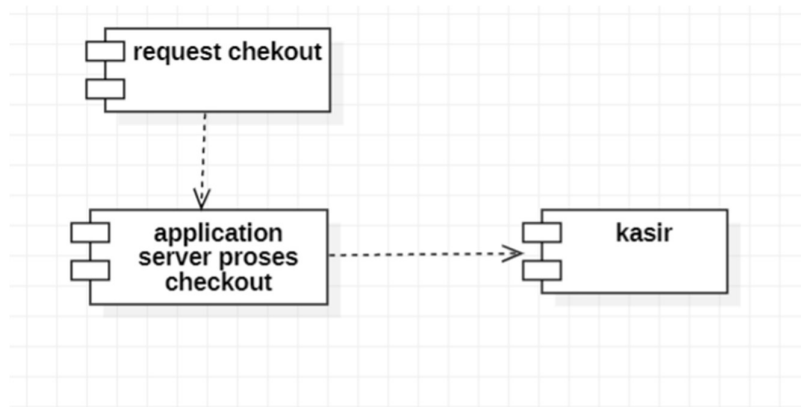 request chekout
application
server proses
checkout
kasir